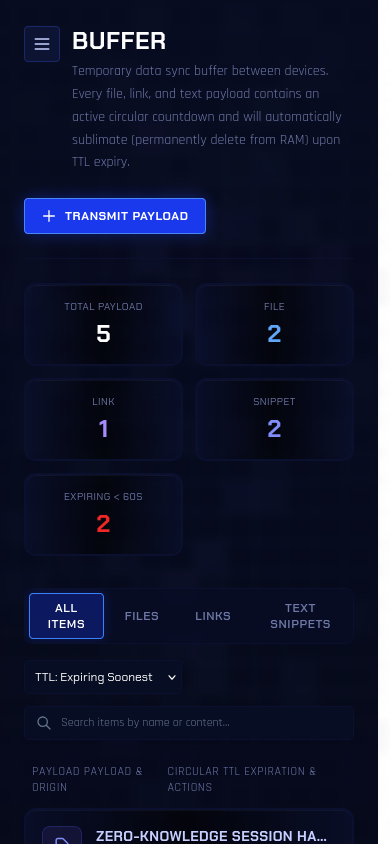 BUFFER
Temporary data sync buffer between devices.
Every file, link, and text payload contains an
active circular countdown and will automatically
sublimate (permanently delete from RAM) upon
TTL expiry.
TRANSMIT PAYLOAD
TOTAL PAYLOAD
5
FILE
2
LINK
1
SNIPPET
2
EXPIRING < 60S
2
ALL
ITEMS
FILES
LINKS
TEXT
SNIPPETS
TTL: Expiring Soonest
Search items by name or content...
PAYLOAD PAYLOAD &
ORIGIN
CIRCULAR TTL EXPIRATION &
ACTIONS
ZERO-KNOWLEDGE SESSION HA...